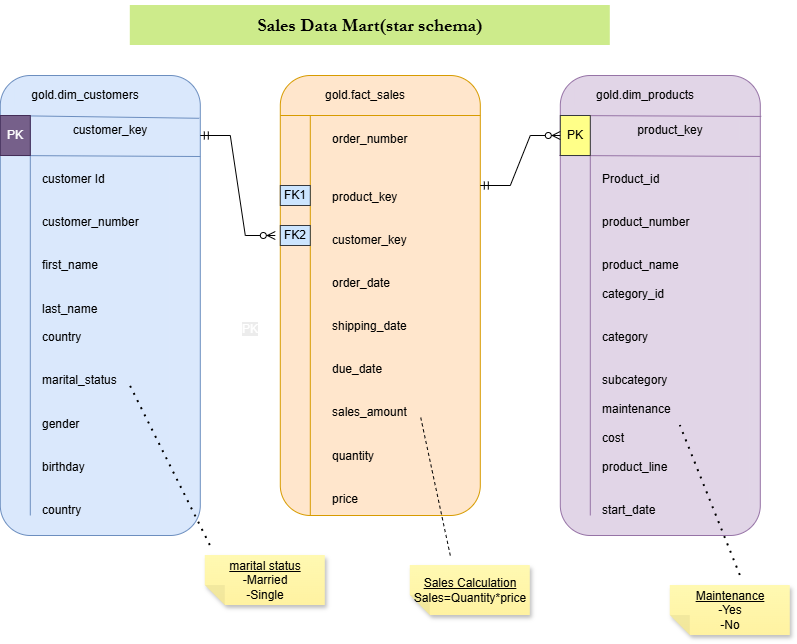 Sales Data Mart(star schema)
gold.dim_customers
PK
customer_key
customer Id
customer_number
first_name
last_name
country
marital_status
gender
birthday
country
gold.fact_sales
order_number
FK1
product_key
FK2
customer_key
order_date
shipping_date
due_date
sales_amount
quantity
price
PK
gold.dim_products
PK
product_key
Product_id
product_number
product_name
category_id
category
subcategory
maintenance
cost
product_line
start_date
marital status
-Married
-Single
Sales Calculation
Sales=Quantity*price
Maintenance
-Yes
-No